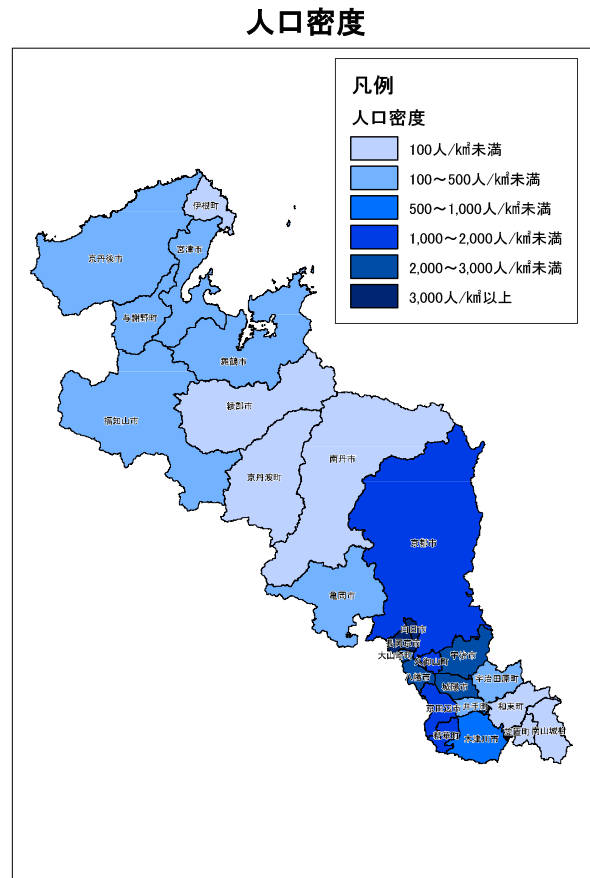 人口密度
凡例
人口密度
100人/k㎡未満
100～500人/k㎡未満
500～1,000人/k㎡未満
1,000～2,000人/k㎡未満
2,000～3,000人/k㎡未満
3,000人/k㎡以上
伊根町
京丹後市
宮津市
与謝野町
舞鶴市
福知山市
綾部市
京丹波町
南丹市
京都市
亀岡市
向日市
長岡京市
大山崎町
久御山町
宇治市
八幡市
城陽市
宇治田原町
京田辺市
井手町
和束町
精華町
木津川市
笠置町
南山城村